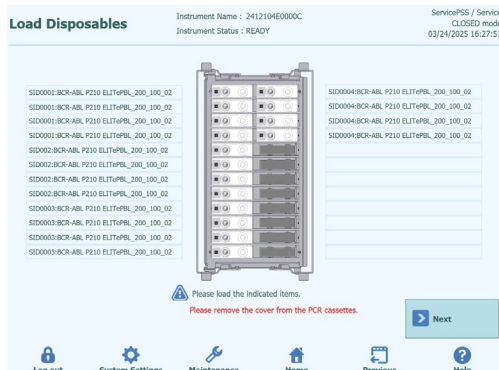 Load Disposables
Instrument Name : 2412104E0000C
Instrument Status : READY
ServicePSS / Service
CLOSED mode
03/24/2025 16:27:5
SID0001:BCR-ABL P210 ELITePBL_200_100_02
SID0001:BCR-ABL P210 ELITePBL_200_100_02
SID0001:BCR-ABL P210 ELITePBL_200_100_02
SID0001:BCR-ABL P210 ELITePBL_200_100_02
SID002:BCR-ABL P210 ELITePBL_200_100_02
SID002:BCR-ABL P210 ELITePBL_200_100_02
SID002:BCR-ABL P210 ELITePBL_200_100_02
SID002:BCR-ABL P210 ELITePBL_200_100_02
SID0003:BCR-ABL P210 ELITePBL_200_100_02
SID0003:BCR-ABL P210 ELITePBL_200_100_02
SID0003:BCR-ABL P210 ELITePBL_200_100_02
SID0003:BCR-ABL P210 ELITePBL_200_100_02
SID0004:BCR-ABL P210 ELITePBL_200_100_02
SID0004:BCR-ABL P210 ELITePBL_200_100_02
SID0004:BCR-ABL P210 ELITePBL_200_100_02
SID0004:BCR-ABL P210 ELITePBL_200_100_02
Please load the indicated items.
Please remove the cover from the PCR cassettes.
Next
Log out
System Settings
Maintenance
Home
Previous
Help